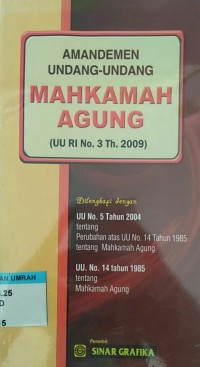 AMANDEMEN
UNDANG-UNDANG
MAHKAMAH
AGUNG
(UU RI No. 3 Th. 2009)
Dilengkapi dengan
UU No. 5 Tahun 2004
tentang
Perubahan atas UU No. 14 Tahun 1985
tentang Mahkamah Agung
UU. No. 14 tahun 1985
tentang
Mahkamah Agung
AN UMRAH
.25
D
5
Penerbit
SINAR GRAFIKA